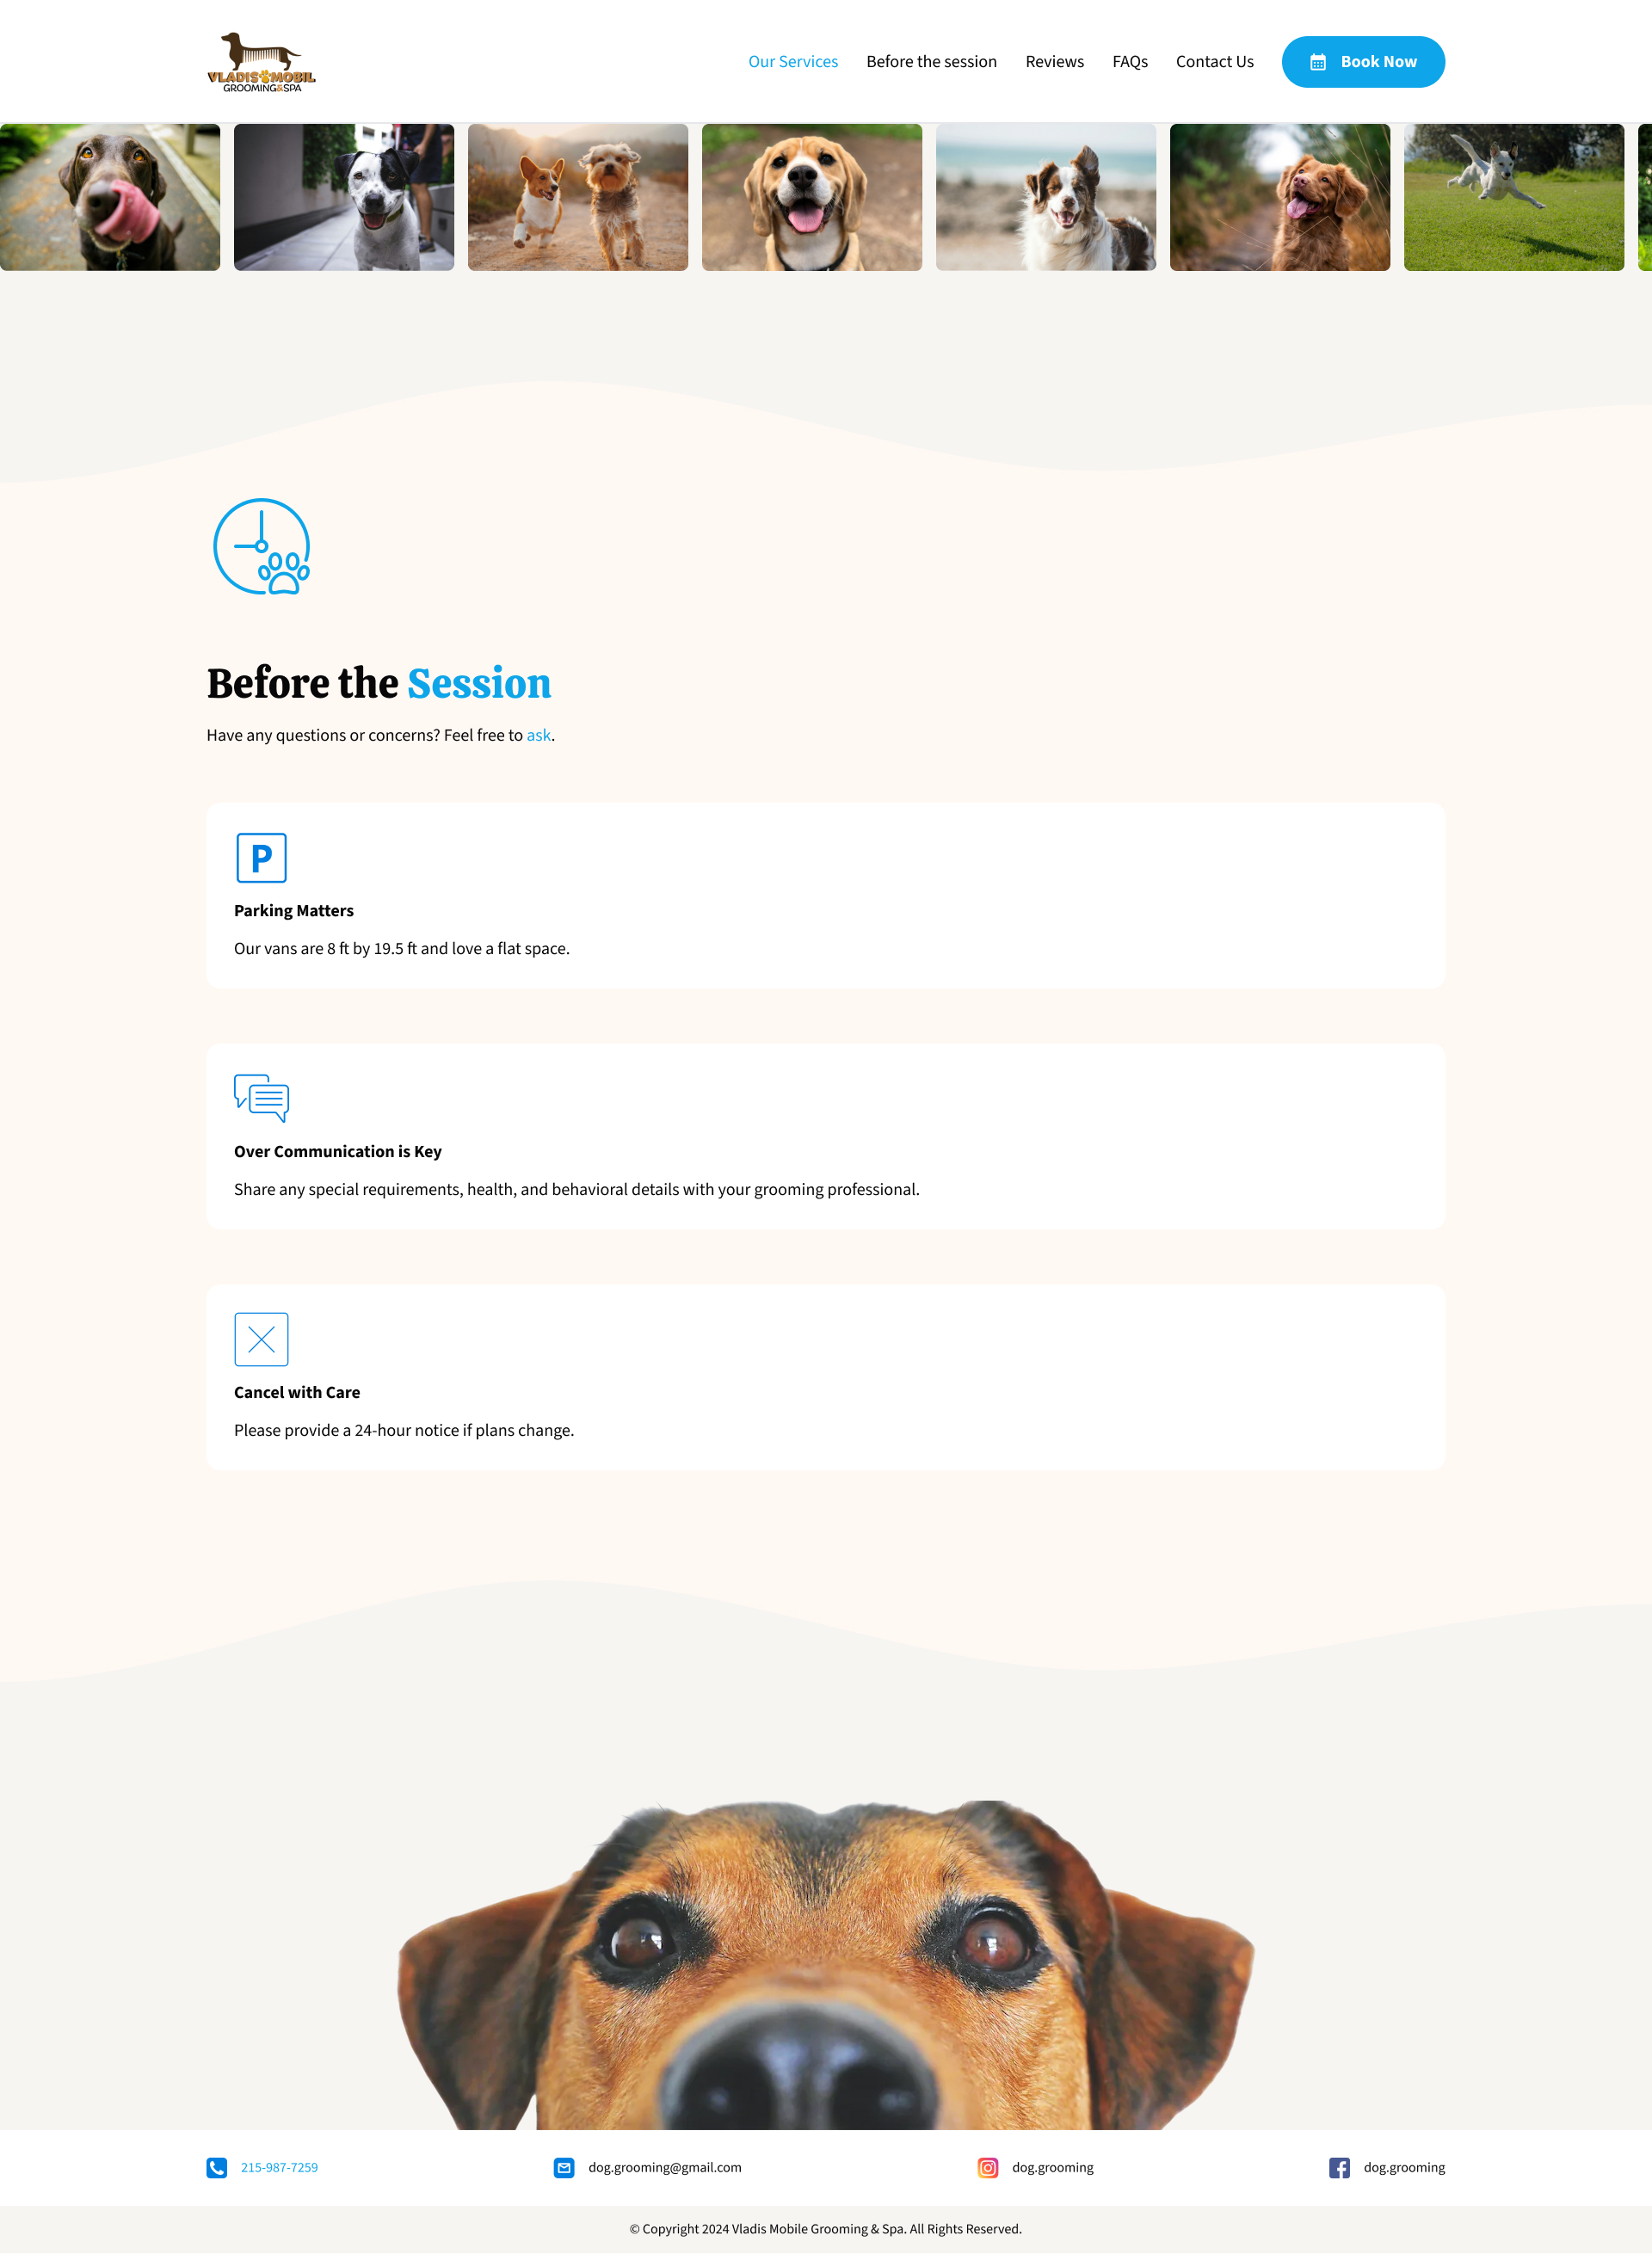 VLADIS MOBIL
GROOMING&SPA
Our Services
Before the session
Reviews
FAQs
Contact Us
Book Now
Before the Session
Have any questions or concerns? Feel free to ask.
P
Parking Matters
Our vans are 8 ft by 19.5 ft and love a flat space.
Over Communication is Key
Share any special requirements, health, and behavioral details with your grooming professional.
Cancel with Care
Please provide a 24-hour notice if plans change.
215-987-7259
dog.grooming@gmail.com
dog.grooming
dog.grooming
© Copyright 2024 Vladis Mobile Grooming & Spa. All Rights Reserved.